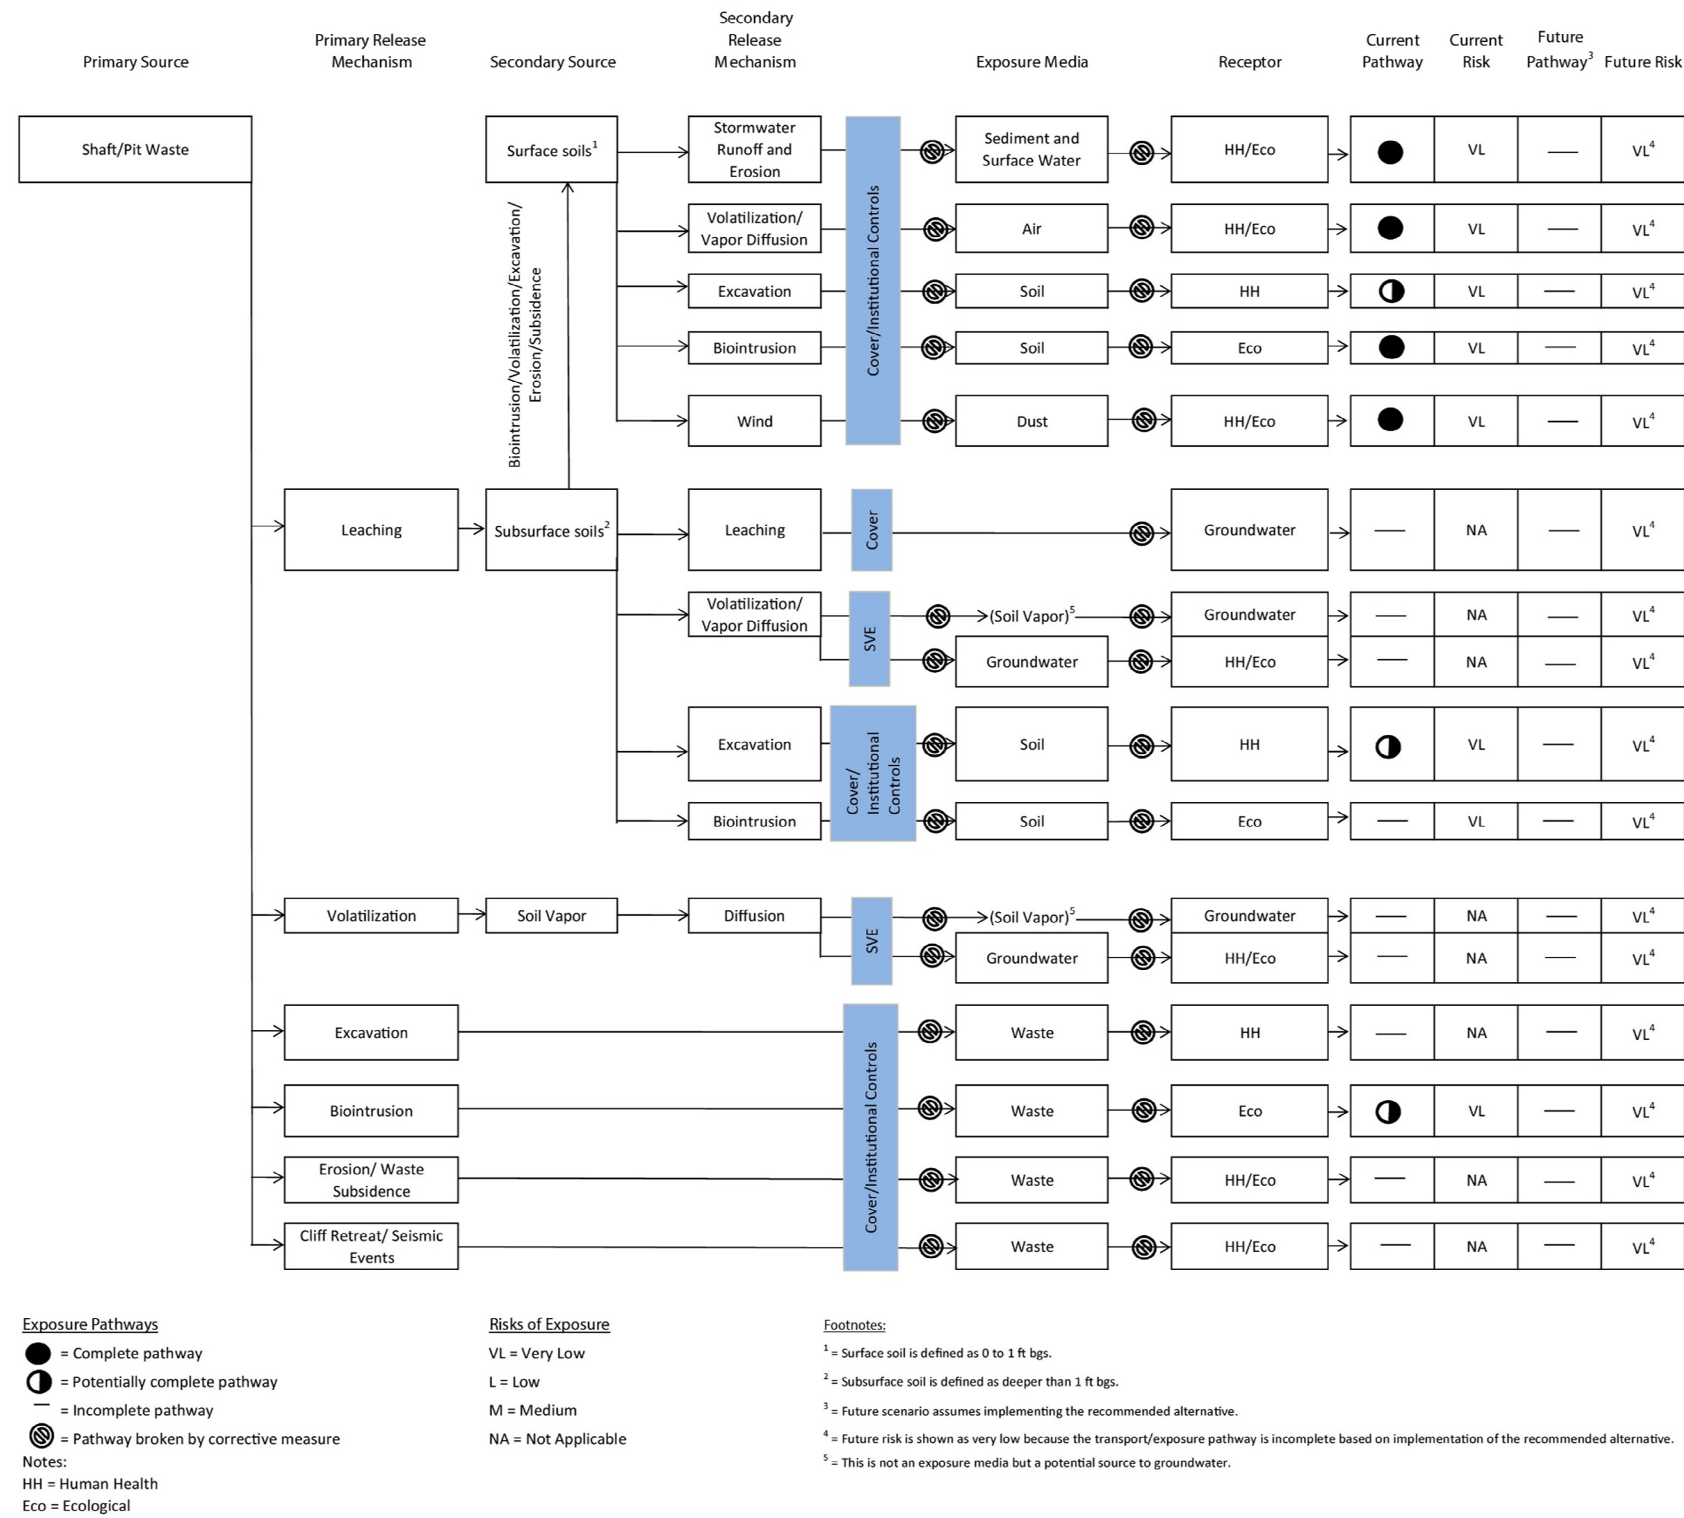 Primary Source
Primary Release
Mechanism
Secondary Source
Secondary
Release
Mechanism
Exposure Media
Receptor
Current
Pathway
Current
Risk
Future
Pathway3
Future Risk
Shaft/Pit Waste
Surface soils1
Stormwater
Runoff and
Erosion
Cover/Institutional Controls
Sediment and
Surface Water
HH/Eco
VL
VL4
Volatilization/
Vapor Diffusion
Air
HH/Eco
VL
VL4
Excavation
Soil
HH
VL
VL4
Biointrusion
Soil
Eco
VL
VL4
Wind
Dust
HH/Eco
VL
VL4
Biointrusion/Volatilization/Excavation/
Erosion/Subsidence
Leaching
Subsurface soils2
Leaching
Cover
Groundwater
NA
VL4
Volatilization/
Vapor Diffusion
SVE
(Soil Vapor)5
Groundwater
NA
VL4
Groundwater
HH/Eco
NA
VL4
Excavation
Cover/
Institutional
Controls
Soil
HH
VL
VL4
Biointrusion
Soil
Eco
VL
VL4
Volatilization
Soil Vapor
Diffusion
SVE
(Soil Vapor)5
Groundwater
NA
VL4
Groundwater
HH/Eco
NA
VL4
Excavation
Cover/Institutional Controls
Waste
HH
NA
VL4
Biointrusion
Waste
Eco
VL
VL4
Erosion/ Waste
Subsidence
Waste
HH/Eco
NA
VL4
Cliff Retreat/ Seismic
Events
Waste
HH/Eco
NA
VL4
Exposure Pathways
= Complete pathway
= Potentially complete pathway
= Incomplete pathway
= Pathway broken by corrective measure
Notes:
HH = Human Health
Eco = Ecological
Risks of Exposure
VL = Very Low
L = Low
M = Medium
NA = Not Applicable
Footnotes:
1 = Surface soil is defined as 0 to 1 ft bgs.
2 = Subsurface soil is defined as deeper than 1 ft bgs.
3 = Future scenario assumes implementing the recommended alternative.
4 = Future risk is shown as very low because the transport/exposure pathway is incomplete based on implementation of the recommended alternative.
5 = This is not an exposure media but a potential source to groundwater.